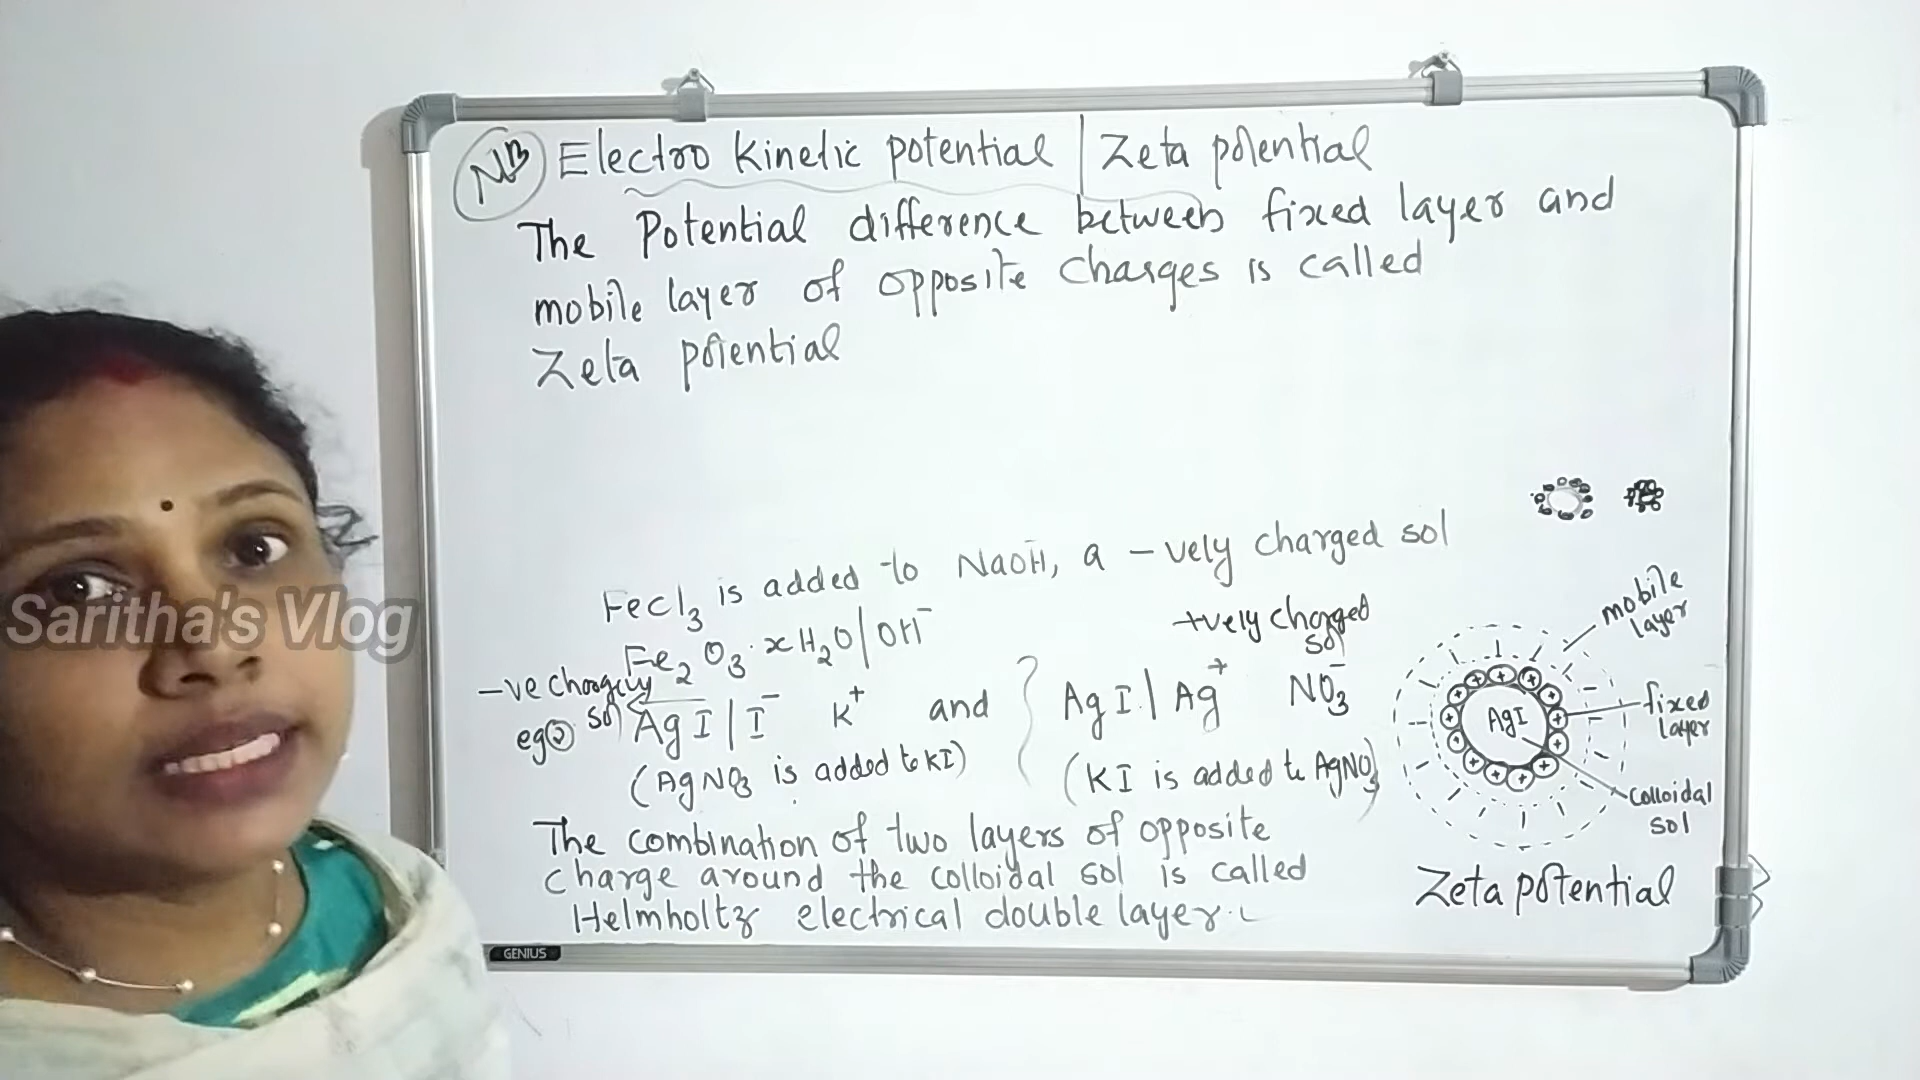 NB Electro Kinetic potential | Zeta potential
The Potential difference between fixed layer and
mobile layer of opposite Charges is called
Zeta potential
FeCl3 is added to NaOH, a -vely charged sol
Fe2O3·xH2O/OH⁻
-ve charged sol
eg②
AgI/I⁻ K⁺ and
(AgNO3 is added to KI)
+vely charged
sol
AgI/Ag⁺ NO3⁻
(KI is added to AgNO3)
The combination of two layers of opposite
charge around the colloidal sol is called
Helmholtz electrical double layer.
mobile
layer
fixed
layer
AgI
colloidal
sol
Zeta potential
GENIUS
Saritha's Vlog